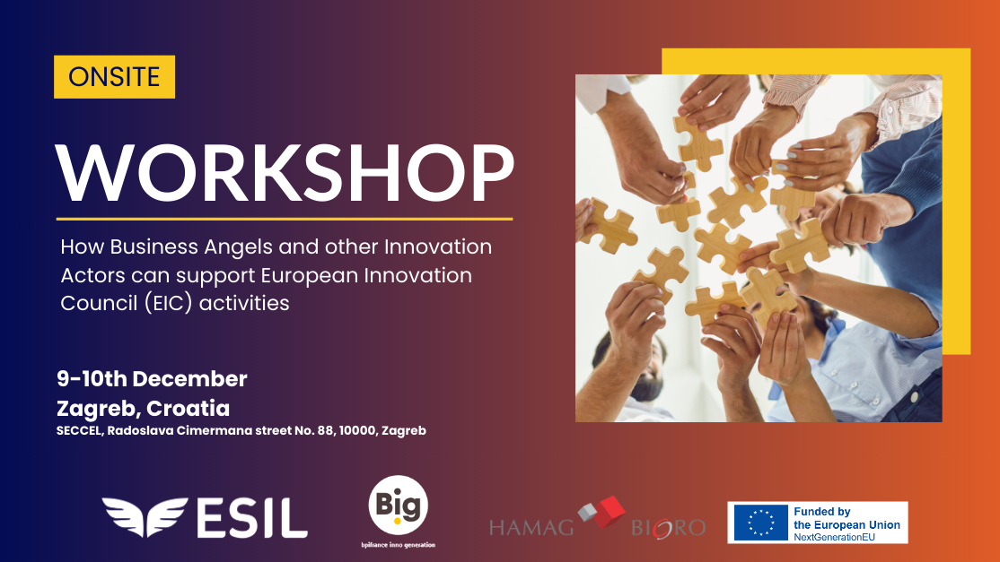 ONSITE
WORKSHOP
How Business Angels and other Innovation
Actors can support European Innovation
Council (EIC) activities
9-10th December
Zagreb, Croatia
SECCEL, Radoslava Cimermana street No. 88, 10000, Zagreb
ESIL
Big
bpifrance inno generation
HAMAG BICRO
Funded by
the European Union
NextGenerationEU